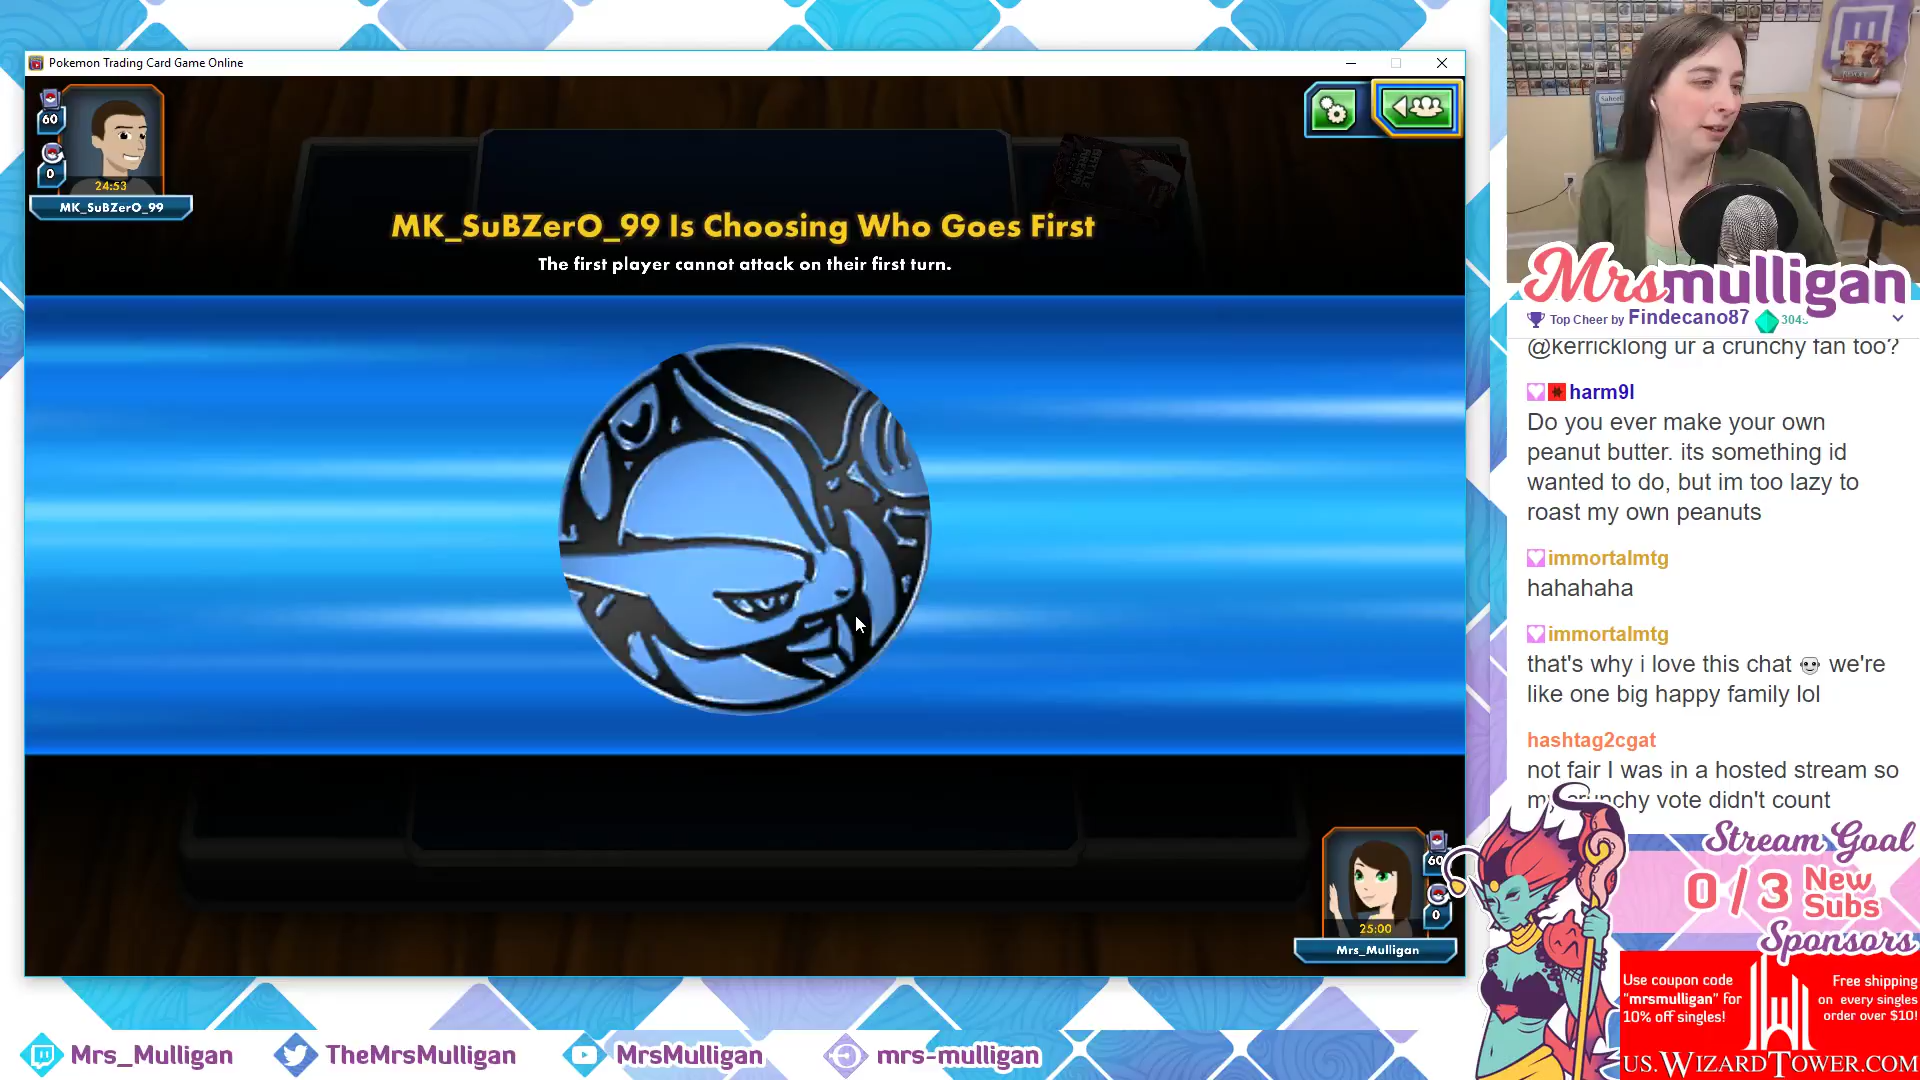 Pokemon Trading Card Game Online
60
0
24:53
MK_SuBZerO_99
MK_SuBZerO_99 Is Choosing Who Goes First
The first player cannot attack on their first turn.
60
0
25:00
Mrs_Mulligan
Mrsmulligan
Top Cheer by Findecano87
@kerricklong ur a crunchy fan too?
harm9l
Do you ever make your own
peanut butter. its something id
wanted to do, but im too lazy to
roast my own peanuts
immortalmtg
hahahaha
immortalmtg
that's why i love this chat we're
like one big happy family lol
hashtag2cgat
not fair I was in a hosted stream so
my crunchy vote didn't count
Stream Goal
0 / 3 New
Subs
Sponsors
Use coupon code
"mrsmulligan" for
10% off singles!
Free shipping
on every singles
order over $10!
US.WIZARDTOWER.COM
Mrs_Mulligan
TheMrsMulligan
MrsMulligan
mrs-mulligan